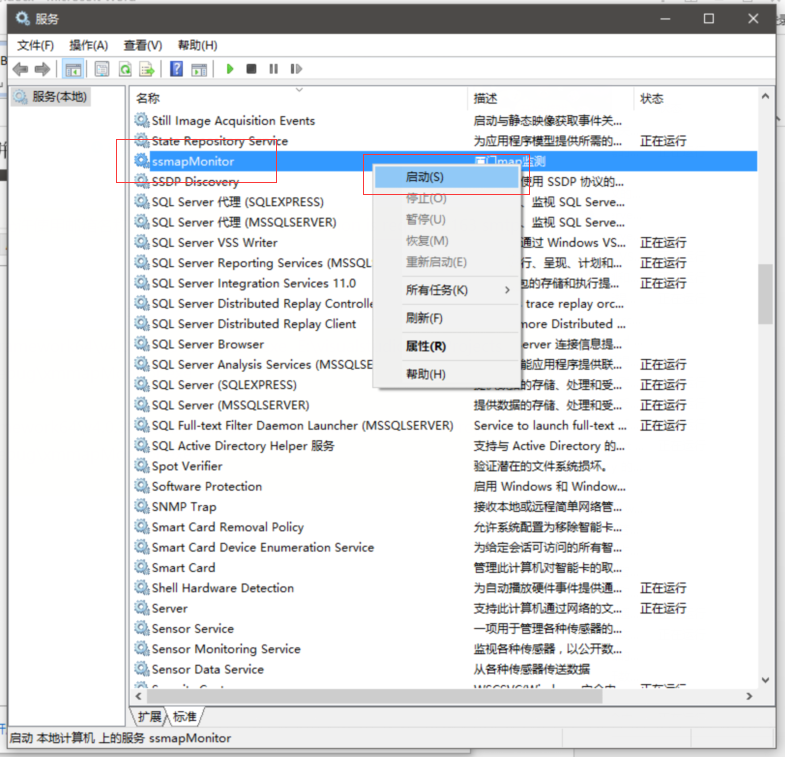 服务
文件(F) 操作(A) 查看(V) 帮助(H)
服务(本地)
名称 描述 状态
Still Image Acquisition Events 启动与静态映像获取事件关...
State Repository Service 为应用程序模型提供所需的... 正在运行
ssmapMonitor map监测
SSDP Discovery 使用 SSDP 协议的...
SQL Server 代理 (SQLEXPRESS) 、监视 SQL Serve...
SQL Server 代理 (MSSQLSERVER) 、监视 SQL Serve...
SQL Server VSS Writer 通过 Windows VS... 正在运行
SQL Server Reporting Services (MSSQL 行、呈现、计划和... 正在运行
SQL Server Integration Services 11.0 包的存储和执行提... 正在运行
SQL Server Distributed Replay Controlle trace replay orc...
SQL Server Distributed Replay Client more Distributed ...
SQL Server Browser erver 连接信息提...
SQL Server Analysis Services (MSSQLSE 能应用程序提供联... 正在运行
SQL Server (SQLEXPRESS) 提供数据的存储、处理和受... 正在运行
SQL Server (MSSQLSERVER) 提供数据的存储、处理和受... 正在运行
SQL Full-text Filter Daemon Launcher (MSSQLSERVER) Service to launch full-text ... 正在运行
SQL Active Directory Helper 服务 支持与 Active Directory 的...
Spot Verifier 验证潜在的文件系统损坏。
Software Protection 启用 Windows 和 Window...
SNMP Trap 接收本地或远程简单网络管...
Smart Card Removal Policy 允许系统配置为移除智能卡...
Smart Card Device Enumeration Service 为给定会话可访问的所有智...
Smart Card 管理此计算机对智能卡的取...
Shell Hardware Detection 为自动播放硬件事件提供通... 正在运行
Server 支持此计算机通过网络的文... 正在运行
Sensor Service 一项用于管理各种传感器的...
Sensor Monitoring Service 监视各种传感器，以公开数...
Sensor Data Service 从各种传感器传送数据
启动(S)
停止(O)
暂停(U)
恢复(M)
重新启动(E)
所有任务(K)
刷新(F)
属性(R)
帮助(H)
扩展 标准
启动 本地计算机 上的服务 ssmapMonitor